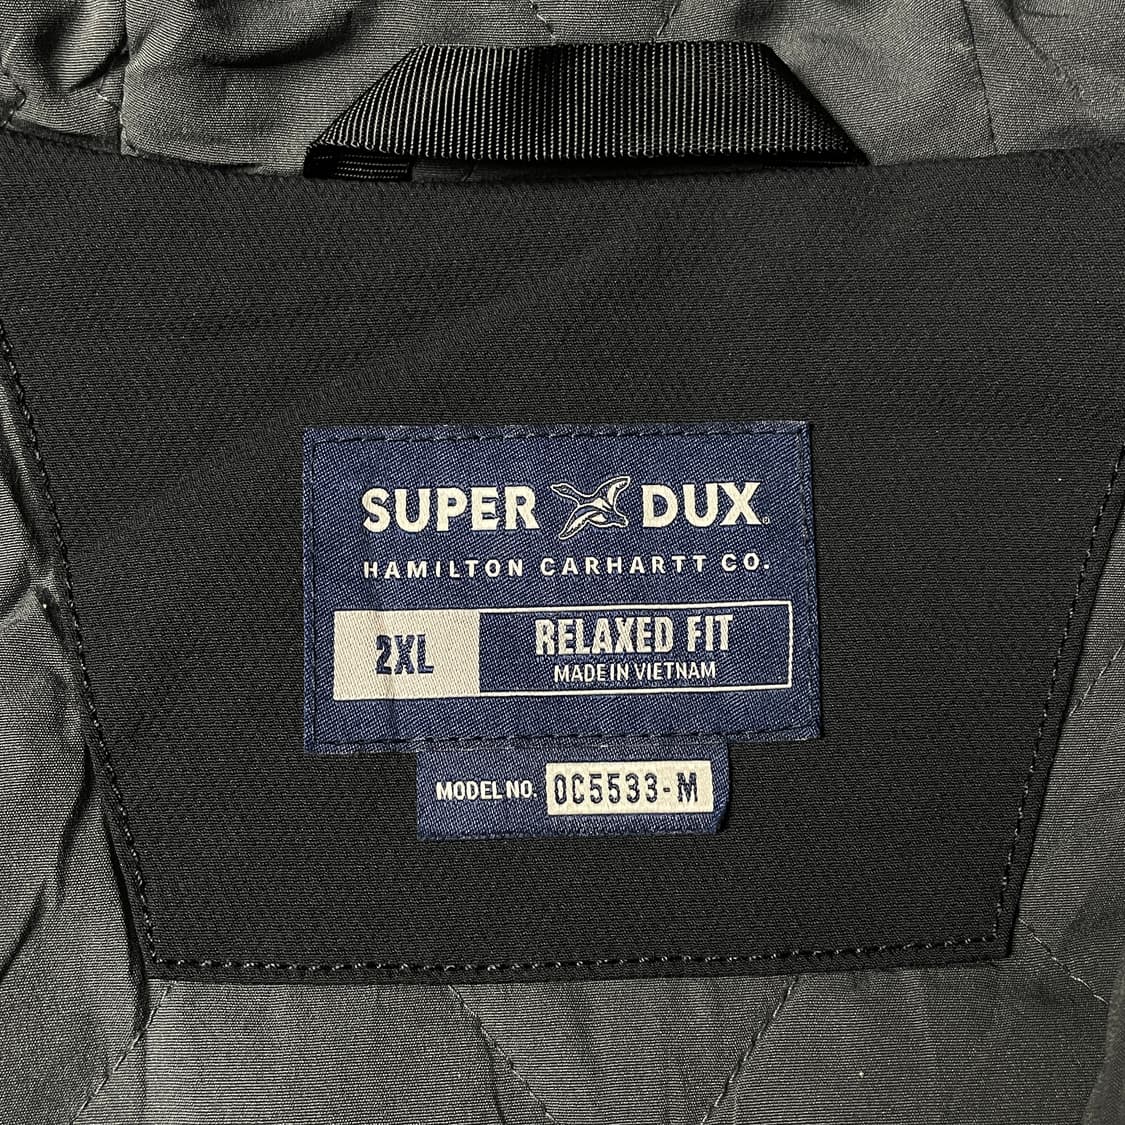 SUPER DUX®
HAMILTON CARHARTT CO.
2XL
RELAXED FIT
MADE IN VIETNAM
MODEL NO. OC5533-M